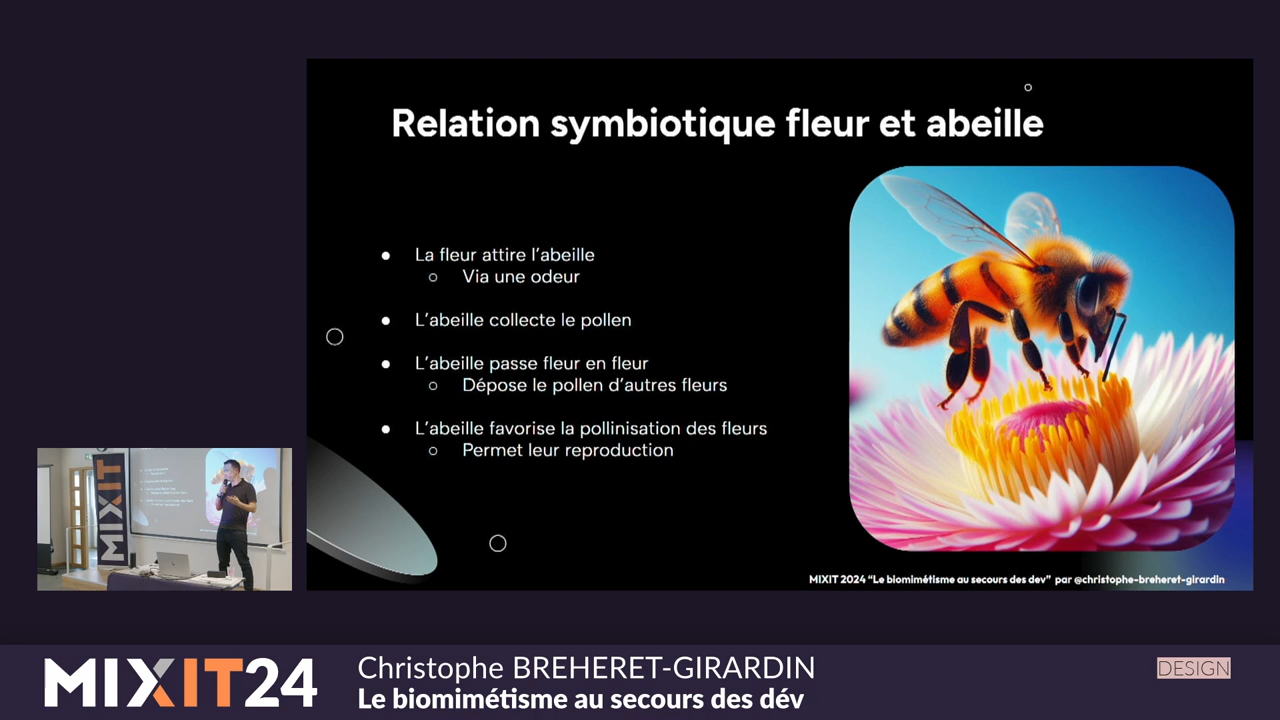 Relation symbiotique fleur et abeille
● La fleur attire l’abeille
○ Via une odeur
● L’abeille collecte le pollen
● L’abeille passe fleur en fleur
○ Dépose le pollen d’autres fleurs
● L’abeille favorise la pollinisation des fleurs
○ Permet leur reproduction
MIXIT
MIXIT 2024 “Le biomimétisme au secours des dev” par @christophe-breheret-girardin
MIXIT24
Christophe BREHERET-GIRARDIN
Le biomimétisme au secours des dév
DESIGN